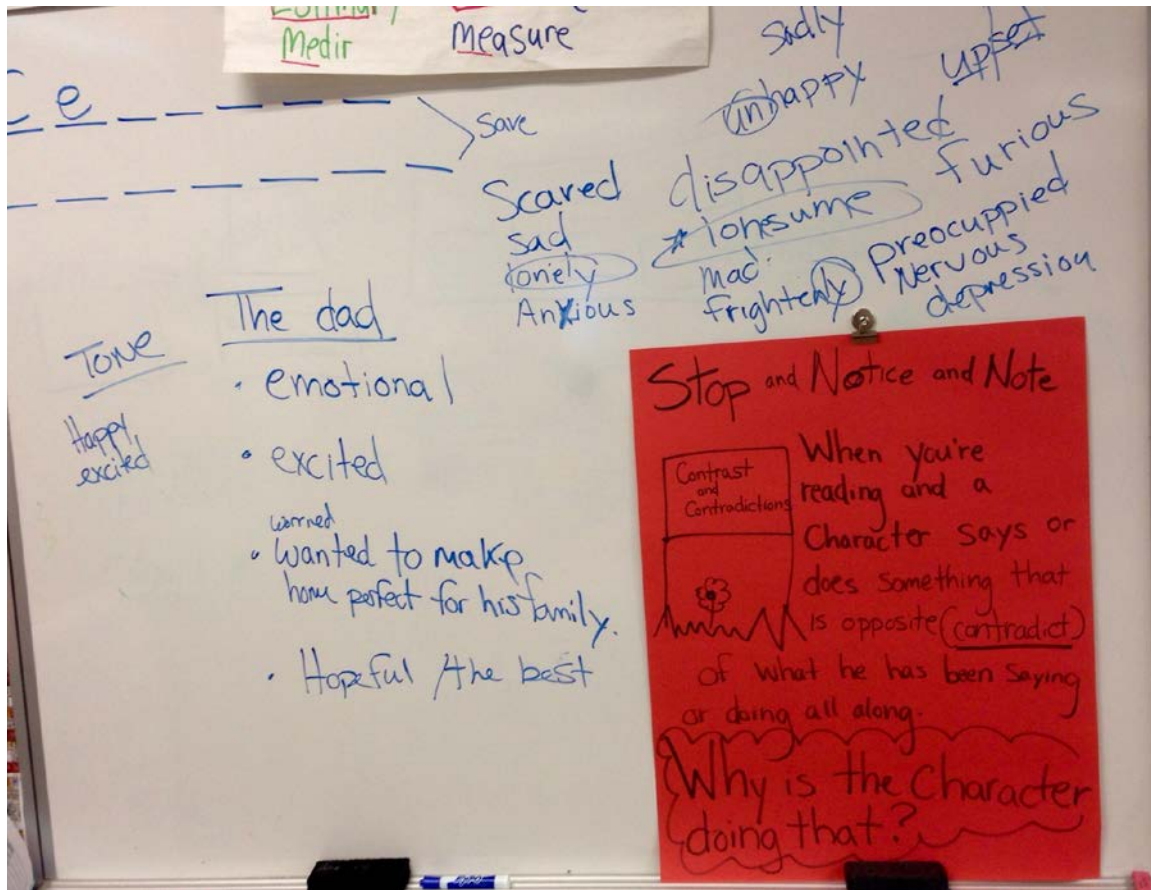 Medir Measure
Ce
save
sadly
unhappy
upset
disappointed
furious
Scared
sad
lonely
Anxious
* lonesume
mad
frightenly
preocuppied
Nervous
depression
Tone
Happy
excited
The dad
• emotional
• excited
worried
• wanted to make
home perfect for his family.
• Hopeful /the best
Stop and Notice and Note
Contrast
and
Contradictions
When you're
reading and a
Character says or
does something that
is opposite (contradict)
of what he has been saying
or doing all along.
Why is the Character
doing that?